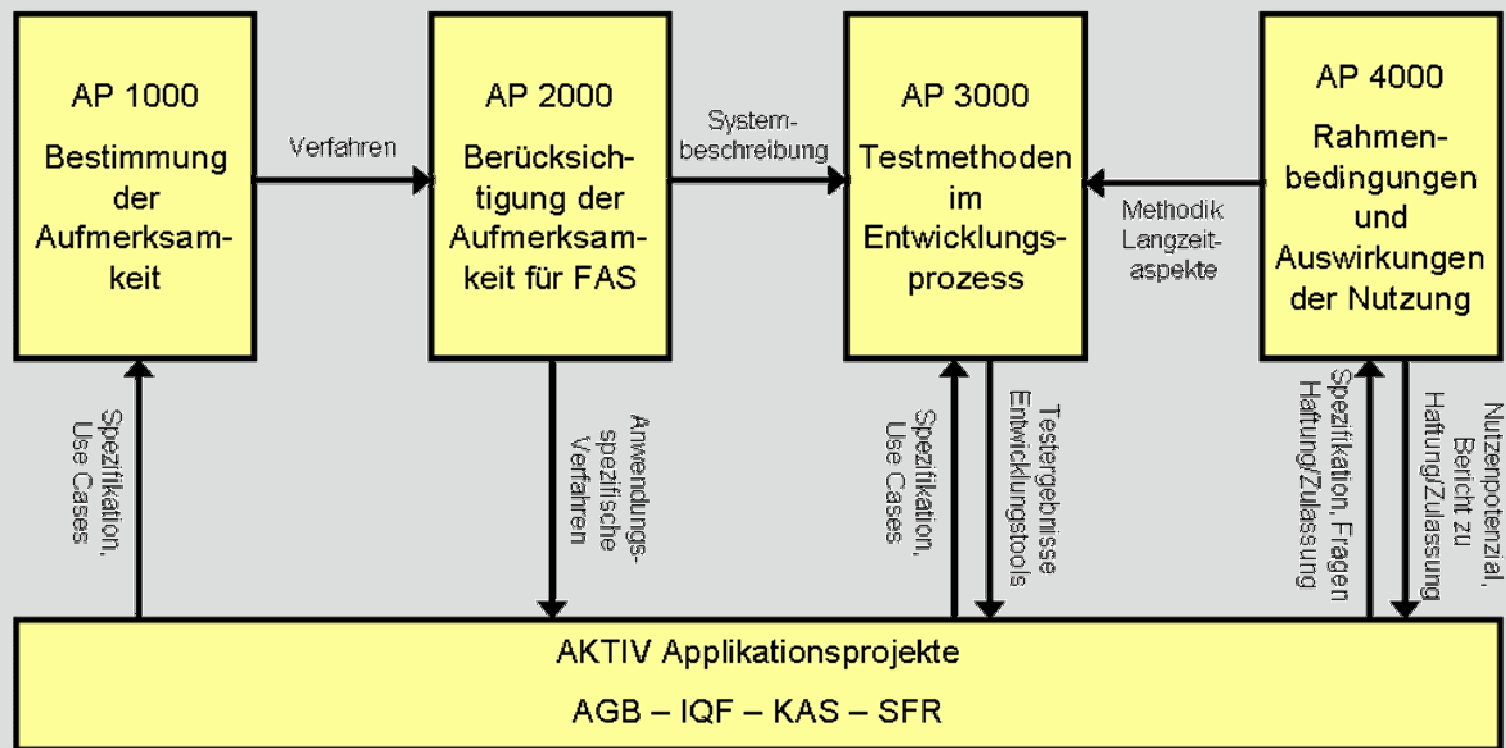 AP 1000
Bestimmung
der
Aufmerksam-
keit
Verfahren
AP 2000
Berücksich-
tigung der
Aufmerksam-
keit für FAS
System-
beschreibung
AP 3000
Testmethoden
im
Entwicklungs-
prozess
Methodik
Langzeit-
aspekte
AP 4000
Rahmen-
bedingungen
und
Auswirkungen
der Nutzung
Spezifikation,
Use Cases
Anwendungs-
spezifische
Verfahren
Spezifikation,
Use Cases
Testergebnisse
Entwicklungstools
Spezifikation, Fragen
Haftung/Zulassung
Nutzenpotenzial,
Bericht zu
Haftung/Zulassung
AKTIV Applikationsprojekte
AGB – IQF – KAS – SFR